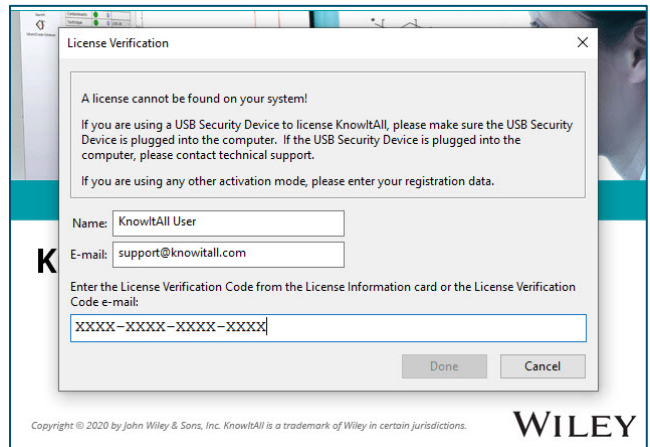 License Verification
A license cannot be found on your system!
If you are using a USB Security Device to license KnowItAll, please make sure the USB Security
Device is plugged into the computer. If the USB Security Device is plugged into the
computer, please contact technical support.
If you are using any other activation mode, please enter your registration data.
Name: KnowItAll User
E-mail: support@knowitall.com
Enter the License Verification Code from the License Information card or the License Verification
Code e-mail:
XXXX-XXXX-XXXX-XXXX
Done Cancel
K
Copyright © 2020 by John Wiley & Sons, Inc. KnowItAll is a trademark of Wiley in certain jurisdictions.
WILEY